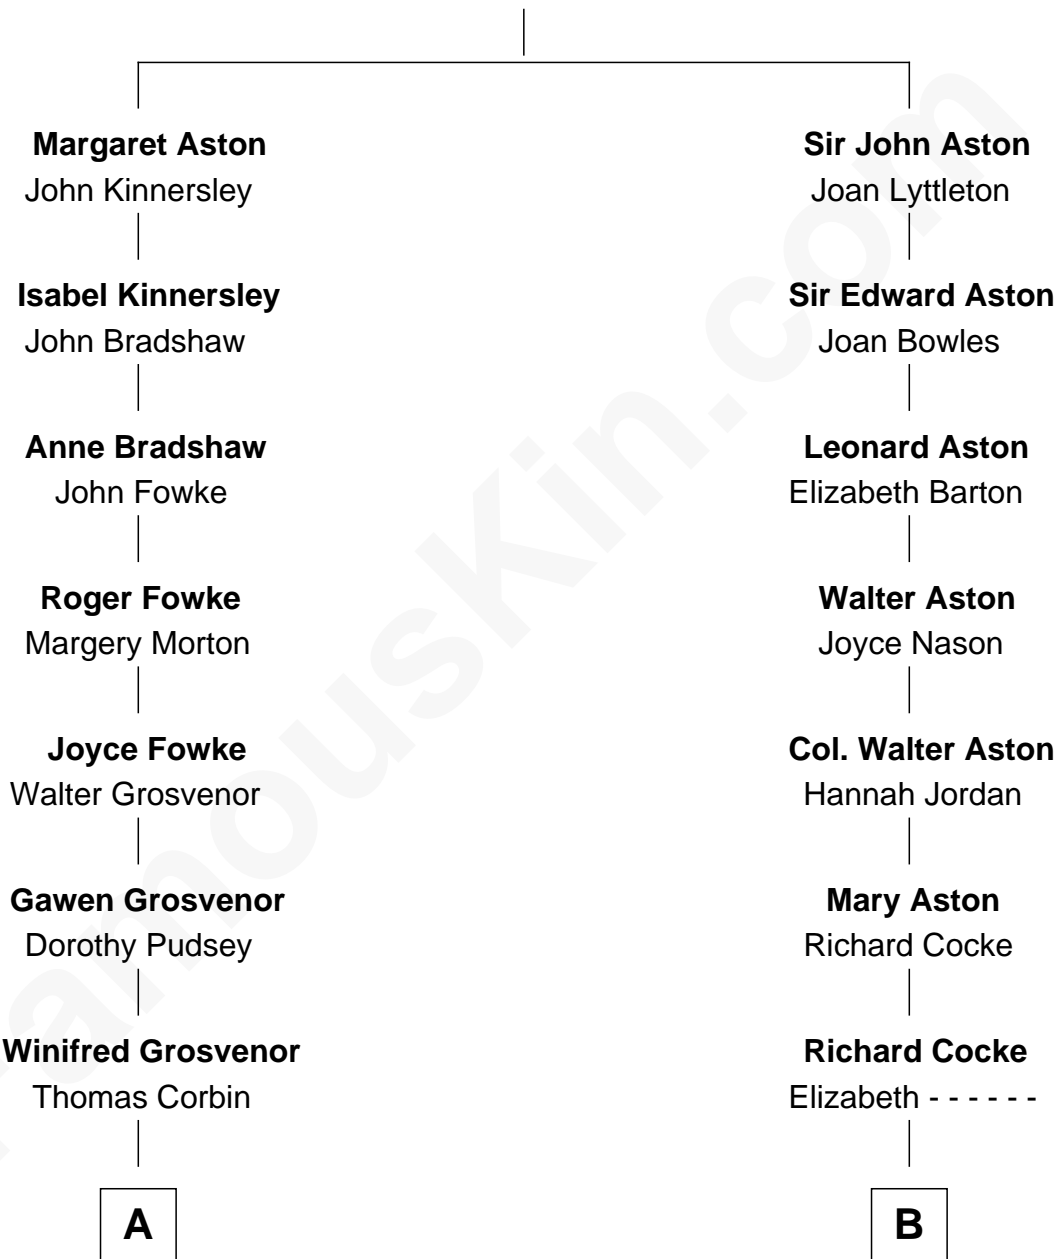 Margaret Aston
John Kinnersley
Isabel Kinnersley
John Bradshaw
Anne Bradshaw
John Fowke
Roger Fowke
Margery Morton
Joyce Fowke
Walter Grosvenor
Gawen Grosvenor
Dorothy Pudsey
Winifred Grosvenor
Thomas Corbin
A
Sir John Aston
Joan Lyttleton
Sir Edward Aston
Joan Bowles
Leonard Aston
Elizabeth Barton
Walter Aston
Joyce Nason
Col. Walter Aston
Hannah Jordan
Mary Aston
Richard Cocke
Richard Cocke
Elizabeth - - - - - -
B
FamousKin.com